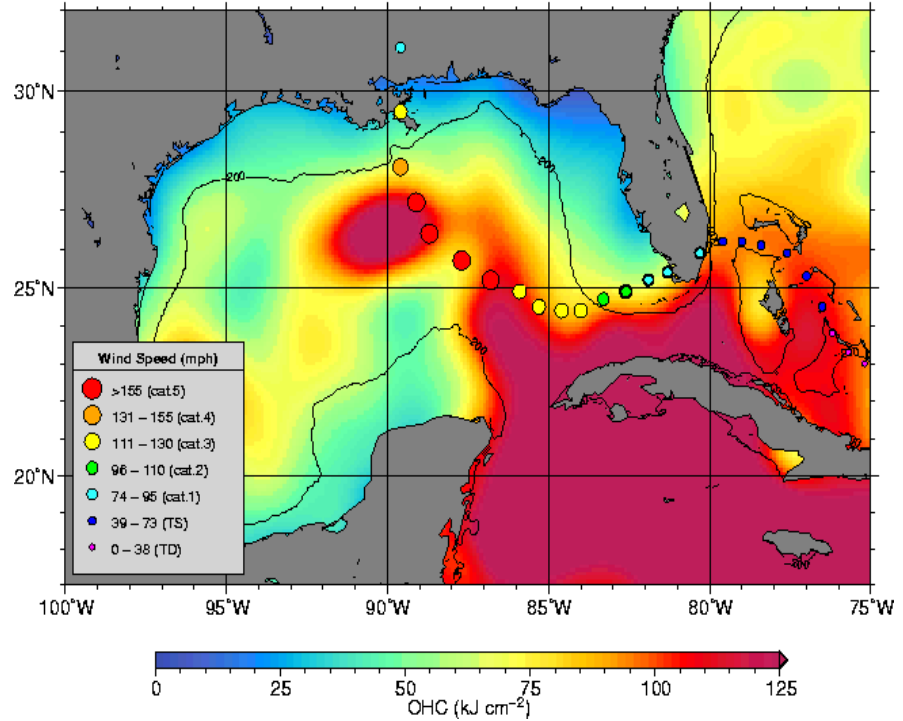 30°N
25°N
20°N
200
200
200
Wind Speed (mph)
>155 (cat.5)
131 – 155 (cat.4)
111 – 130 (cat.3)
96 – 110 (cat.2)
74 – 95 (cat.1)
39 – 73 (TS)
0 – 38 (TD)
100°W 95°W 90°W 85°W 80°W 75°W
0 25 50 75 100 125
OHC (kJ cm⁻²)